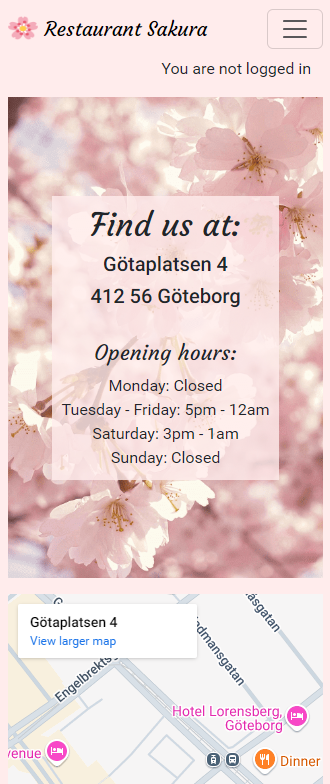 Restaurant Sakura
You are not logged in
Find us at:
Götaplatsen 4
412 56 Göteborg
Opening hours:
Monday: Closed
Tuesday - Friday: 5pm - 12am
Saturday: 3pm - 1am
Sunday: Closed
Götaplatsen 4
View larger map
Engelbrekts
dmansgatan
åsgatan
Hotel Lorensberg,
Göteborg
venue
Dinner